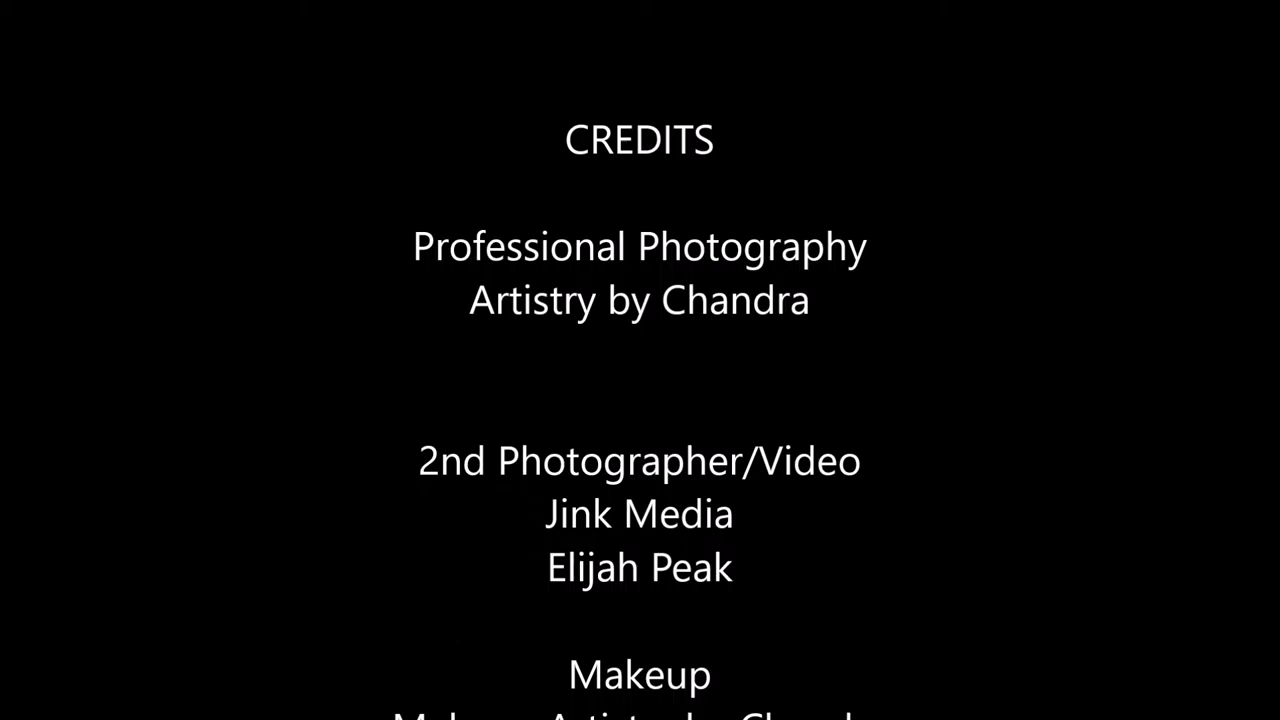 CREDITS
Professional Photography
Artistry by Chandra
2nd Photographer/Video
Jink Media
Elijah Peak
Makeup